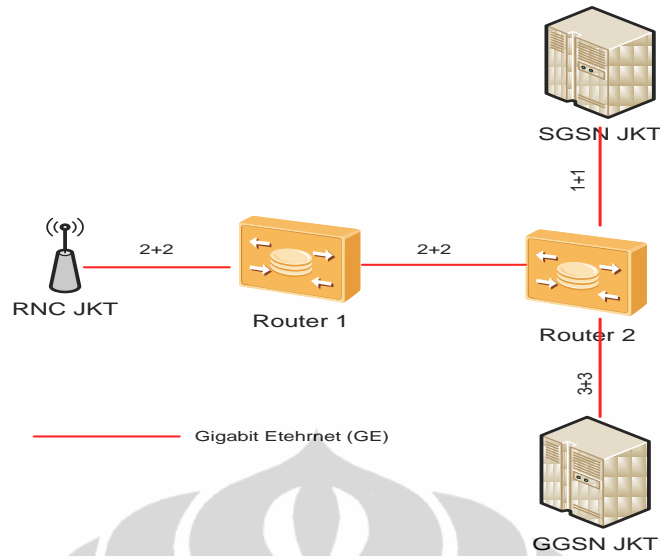 SGSN JKT
1+1
2+2
2+2
RNC JKT
Router 1
Router 2
3+3
Gigabit Etehrnet (GE)
GGSN JKT